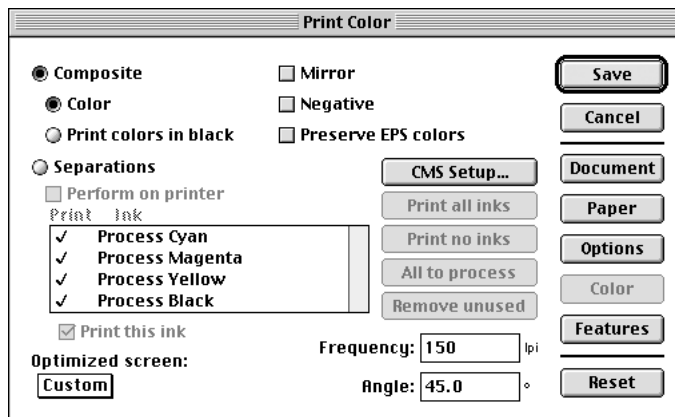 Print Color
Composite
Color
Print colors in black
Separations
Perform on printer
Print Ink
✓ Process Cyan
✓ Process Magenta
✓ Process Yellow
✓ Process Black
Print this ink
Optimized screen:
Custom
Mirror
Negative
Preserve EPS colors
CMS Setup...
Print all inks
Print no inks
All to process
Remove unused
Frequency: 150 lpi
Angle: 45.0 °
Save
Cancel
Document
Paper
Options
Color
Features
Reset